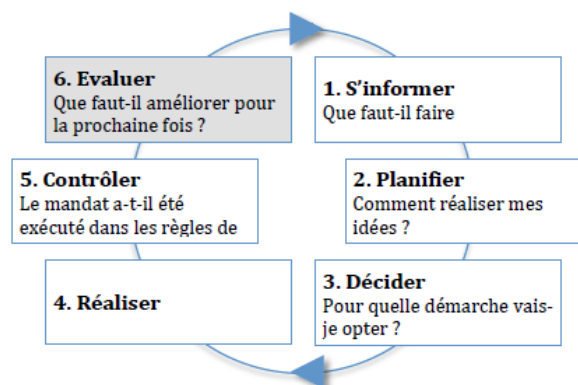 1. S'informer
Que faut-il faire
2. Planifier
Comment réaliser mes
idées ?
3. Décider
Pour quelle démarche vais-
je opter ?
4. Réaliser
5. Contrôler
Le mandat a-t-il été
exécuté dans les règles de
6. Evaluer
Que faut-il améliorer pour
la prochaine fois ?